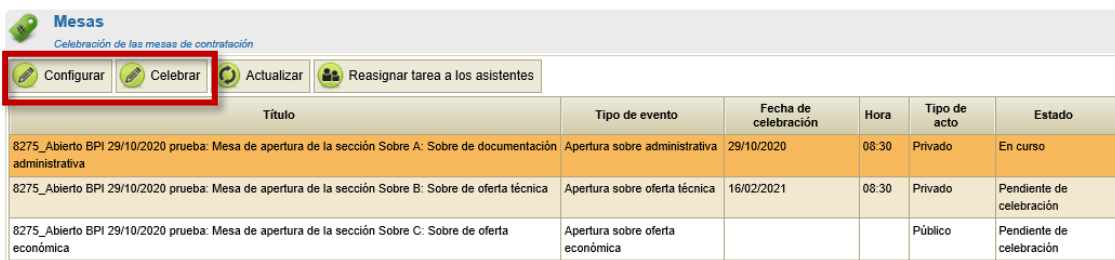 Mesas
Celebración de las mesas de contratación
Configurar Celebrar Actualizar Reasignar tarea a los asistentes
Título Tipo de evento Fecha de celebración Hora Tipo de acto Estado
8275_Abierto BPI 29/10/2020 prueba: Mesa de apertura de la sección Sobre A: Sobre de documentación Apertura sobre administrativa 29/10/2020 08:30 Privado En curso
administrativa
8275_Abierto BPI 29/10/2020 prueba: Mesa de apertura de la sección Sobre B: Sobre de oferta técnica Apertura sobre oferta técnica 16/02/2021 08:30 Privado Pendiente de
celebración
8275_Abierto BPI 29/10/2020 prueba: Mesa de apertura de la sección Sobre C: Sobre de oferta Apertura sobre oferta Público Pendiente de
económica económica celebración